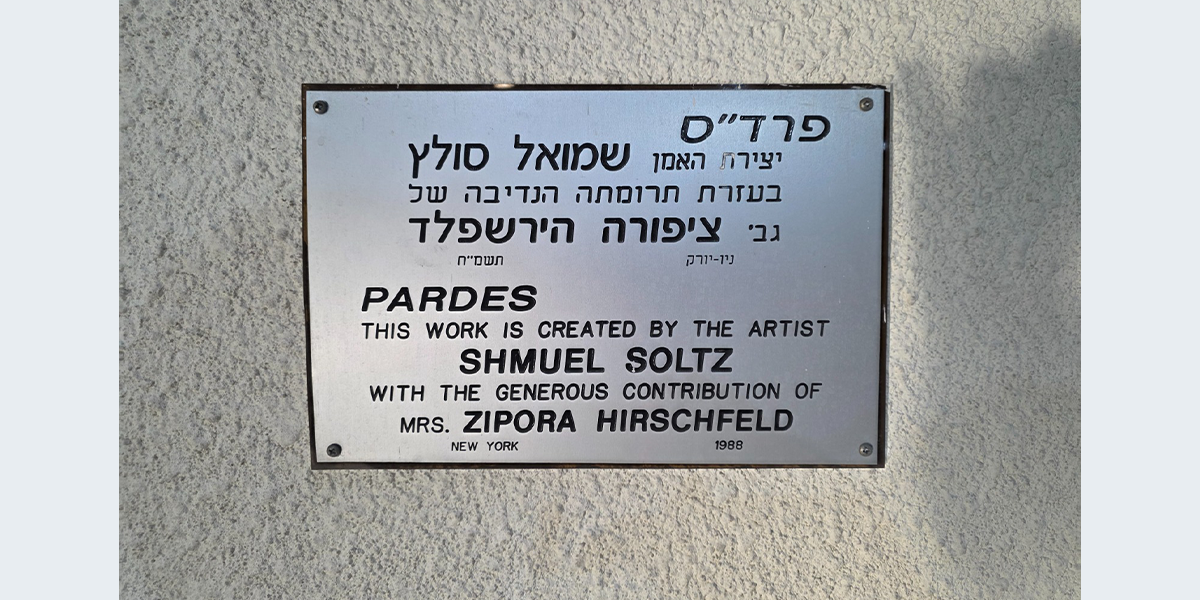 פרד״ס
יצירת האמן שמואל סולץ
בעזרת תרומתה הנדיבה של
גב׳ ציפורה הירשפלד
ניו-יורק תשמ״ח
PARDES
THIS WORK IS CREATED BY THE ARTIST
SHMUEL SOLTZ
WITH THE GENEROUS CONTRIBUTION OF
MRS. ZIPORA HIRSCHFELD
NEW YORK 1988